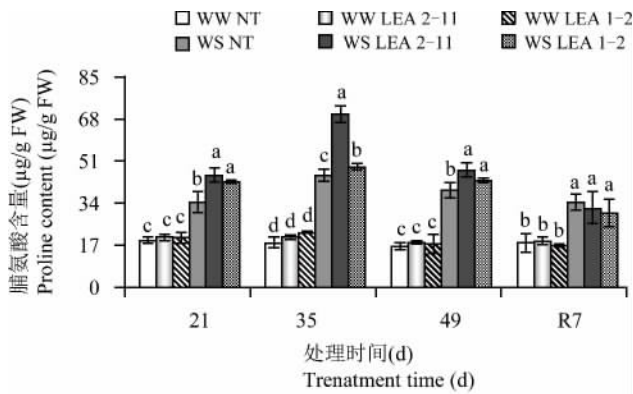 WW NT WW LEA 2-11 WW LEA 1-2
WS NT WS LEA 2-11 WS LEA 1-2
脯氨酸含量(μg/g FW)
Proline content (μg/g FW)
85
68
51
34
17
0
c c c b a a
d d d c a b
c c c b a a
b b b a a a
21 35 49 R7
处理时间(d)
Trenatment time (d)